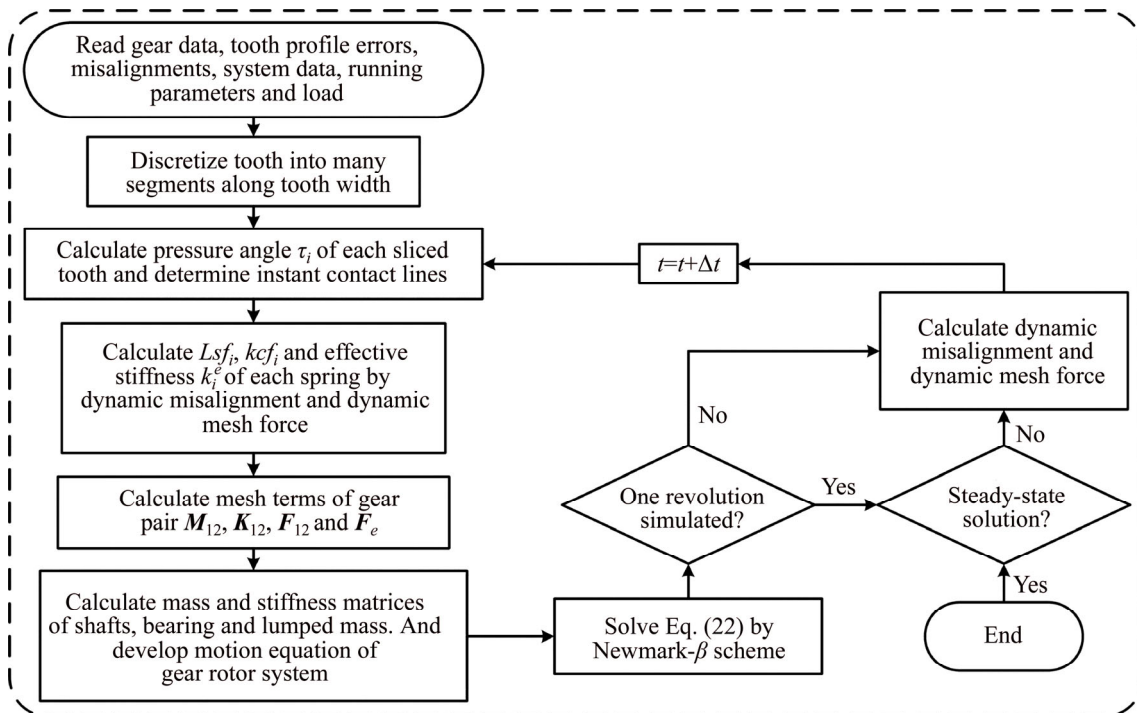 Read gear data, tooth profile errors,
misalignments, system data, running
parameters and load
Discretize tooth into many
segments along tooth width
Calculate pressure angle τᵢ of each sliced
tooth and determine instant contact lines
Calculate Lsfᵢ, kcfᵢ and effective
stiffness kᵢᵉ of each spring by
dynamic misalignment and dynamic
mesh force
Calculate mesh terms of gear
pair M₁₂, K₁₂, F₁₂ and Fₑ
Calculate mass and stiffness matrices
of shafts, bearing and lumped mass. And
develop motion equation of
gear rotor system
Solve Eq. (22) by
Newmark-β scheme
One revolution
simulated?
No
Yes
Steady-state
solution?
No
Yes
End
Calculate dynamic
misalignment and
dynamic mesh force
t=t+Δt